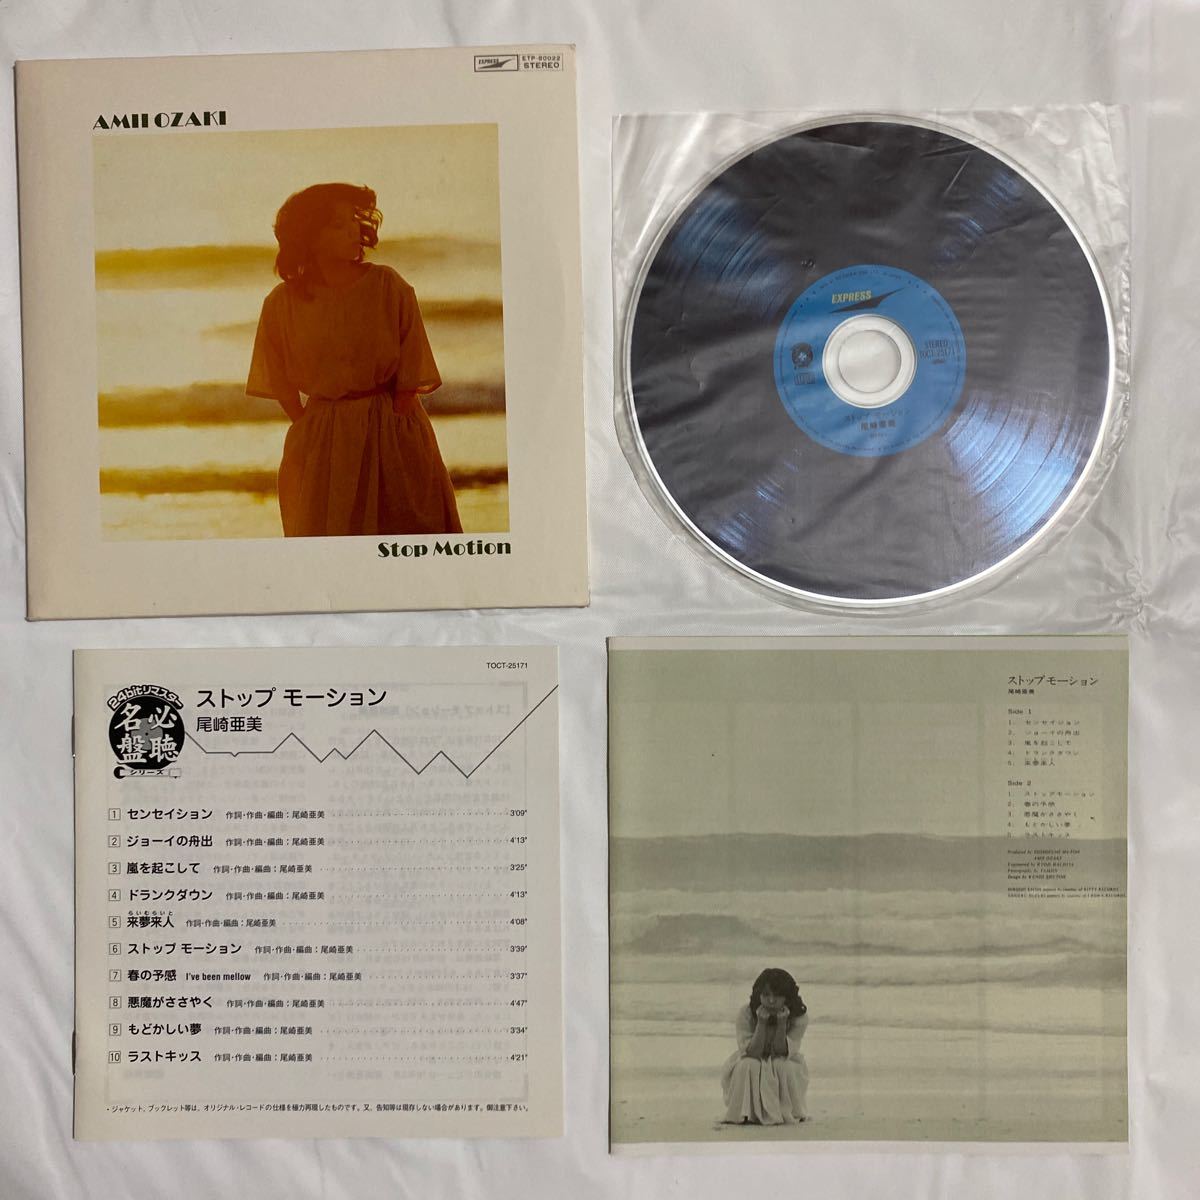 EXPRESS
ETP-80022
STEREO
AMII OZAKI
Stop Motion
EXPRESS
STEREO
TOCT-25171
ストップ モーション
尾崎亜美
TOCT-25171
24bitリマスター
必聴
名盤
シリーズ
ストップ モーション
尾崎亜美
1 センセイション 作詞・作曲・編曲：尾崎亜美 3'09"
2 ジョーイの舟出 作詞・作曲・編曲：尾崎亜美 4'13"
3 嵐を起こして 作詞・作曲・編曲：尾崎亜美 3'25"
4 ドランクダウン 作詞・作曲・編曲：尾崎亜美 4'13"
らいむらいと
5 来夢来人 作詞・作曲・編曲：尾崎亜美 4'08"
6 ストップ モーション 作詞・作曲・編曲：尾崎亜美 3'39"
7 春の予感 I've been mellow 作詞・作曲・編曲：尾崎亜美 3'37"
8 悪魔がささやく 作詞・作曲・編曲：尾崎亜美 4'47"
9 もどかしい夢 作詞・作曲・編曲：尾崎亜美 3'34"
10 ラストキッス 作詞・作曲・編曲：尾崎亜美 4'21"
・ジャケット、ブックレット等は、オリジナル・レコードの仕様を極力再現したものです。又、告知等は現存しない場合があります。御注意下さい。
ストップ モーション
尾崎亜美
Side 1
1. センセイション
2. ジョーイの舟出
3. 嵐を起こして
4. ドランクダウン
5. 来夢来人
Side 2
1. ストップモーション
2. 春の予感
3. 悪魔がささやく
4. もどかしい夢
5. ラストキッス
AMII OZAKI